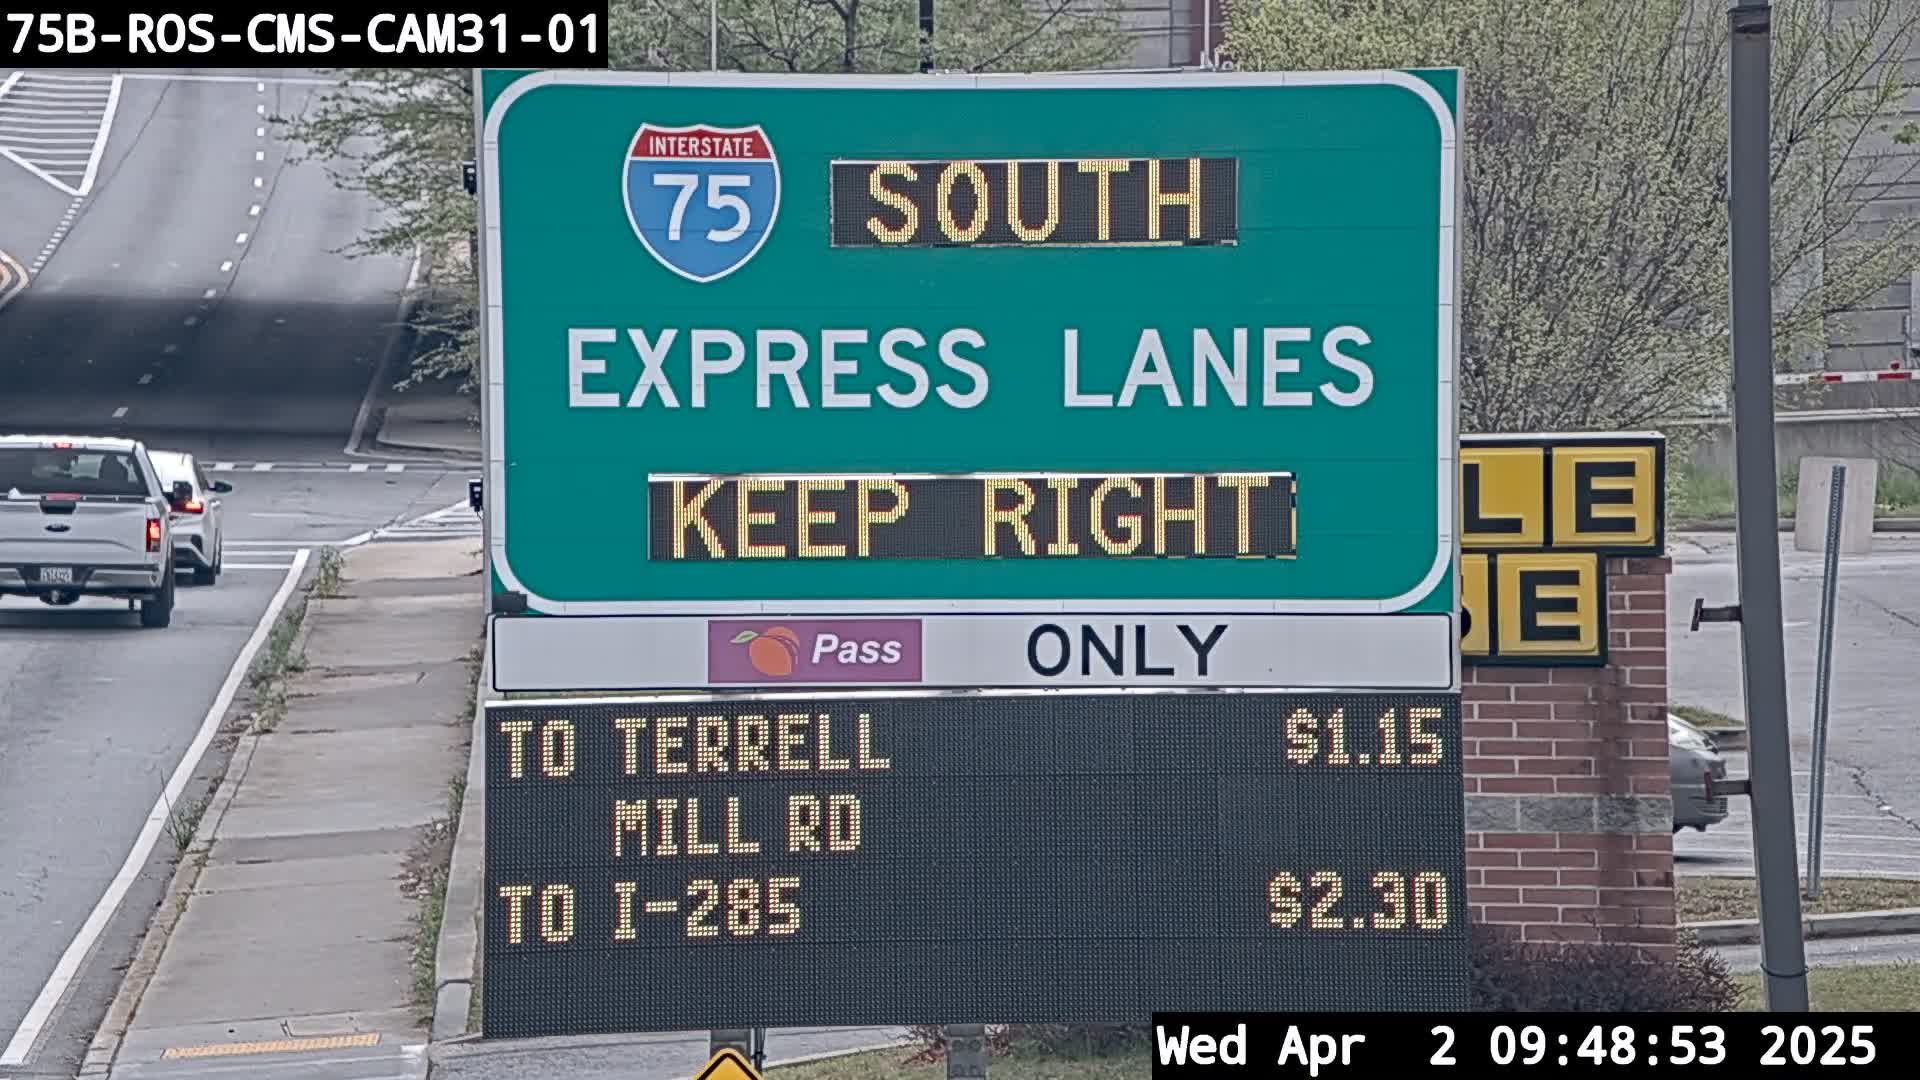 75B-ROS-CMS-CAM31-01
INTERSTATE
75
SOUTH
EXPRESS LANES
KEEP RIGHT
Pass ONLY
TO TERRELL $1.15
MILL RD
TO I-285 $2.30
LE
E
Wed Apr 2 09:48:53 2025